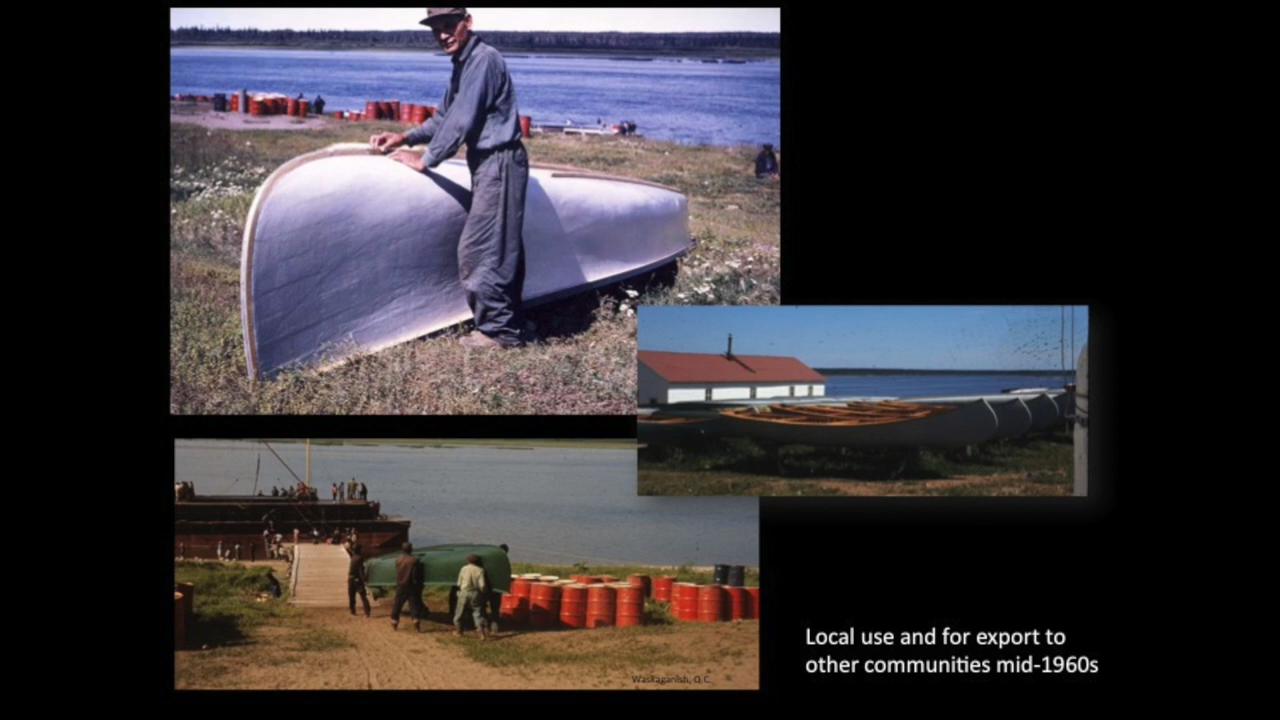 Waskaganish, Q.C.
Local use and for export to
other communities mid-1960s